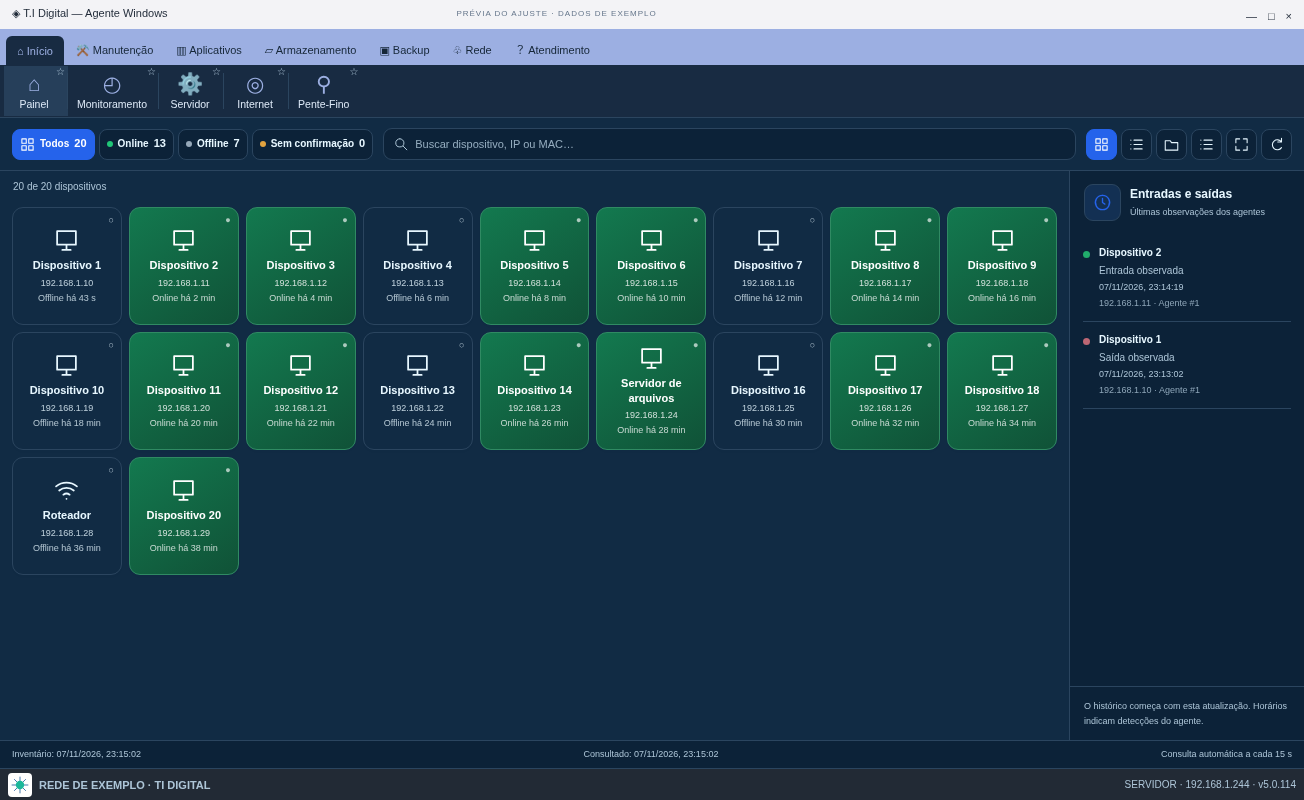 T.I Digital — Agente Windows
PRÉVIA DO AJUSTE · DADOS DE EXEMPLO
Início
Manutenção
Aplicativos
Armazenamento
Backup
Rede
? Atendimento
Painel
Monitoramento
Servidor
Internet
Pente-Fino
Todos 20
Online 13
Offline 7
Sem confirmação 0
Buscar dispositivo, IP ou MAC…
20 de 20 dispositivos
Dispositivo 1
192.168.1.10
Offline há 43 s
Dispositivo 2
192.168.1.11
Online há 2 min
Dispositivo 3
192.168.1.12
Online há 4 min
Dispositivo 4
192.168.1.13
Offline há 6 min
Dispositivo 5
192.168.1.14
Online há 8 min
Dispositivo 6
192.168.1.15
Online há 10 min
Dispositivo 7
192.168.1.16
Offline há 12 min
Dispositivo 8
192.168.1.17
Online há 14 min
Dispositivo 9
192.168.1.18
Online há 16 min
Dispositivo 10
192.168.1.19
Offline há 18 min
Dispositivo 11
192.168.1.20
Online há 20 min
Dispositivo 12
192.168.1.21
Online há 22 min
Dispositivo 13
192.168.1.22
Offline há 24 min
Dispositivo 14
192.168.1.23
Online há 26 min
Servidor de
arquivos
192.168.1.24
Online há 28 min
Dispositivo 16
192.168.1.25
Offline há 30 min
Dispositivo 17
192.168.1.26
Online há 32 min
Dispositivo 18
192.168.1.27
Online há 34 min
Roteador
192.168.1.28
Offline há 36 min
Dispositivo 20
192.168.1.29
Online há 38 min
Entradas e saídas
Últimas observações dos agentes
Dispositivo 2
Entrada observada
07/11/2026, 23:14:19
192.168.1.11 · Agente #1
Dispositivo 1
Saída observada
07/11/2026, 23:13:02
192.168.1.10 · Agente #1
O histórico começa com esta atualização. Horários
indicam detecções do agente.
Inventário: 07/11/2026, 23:15:02
Consultado: 07/11/2026, 23:15:02
Consulta automática a cada 15 s
REDE DE EXEMPLO · TI DIGITAL
SERVIDOR · 192.168.1.244 · v5.0.114